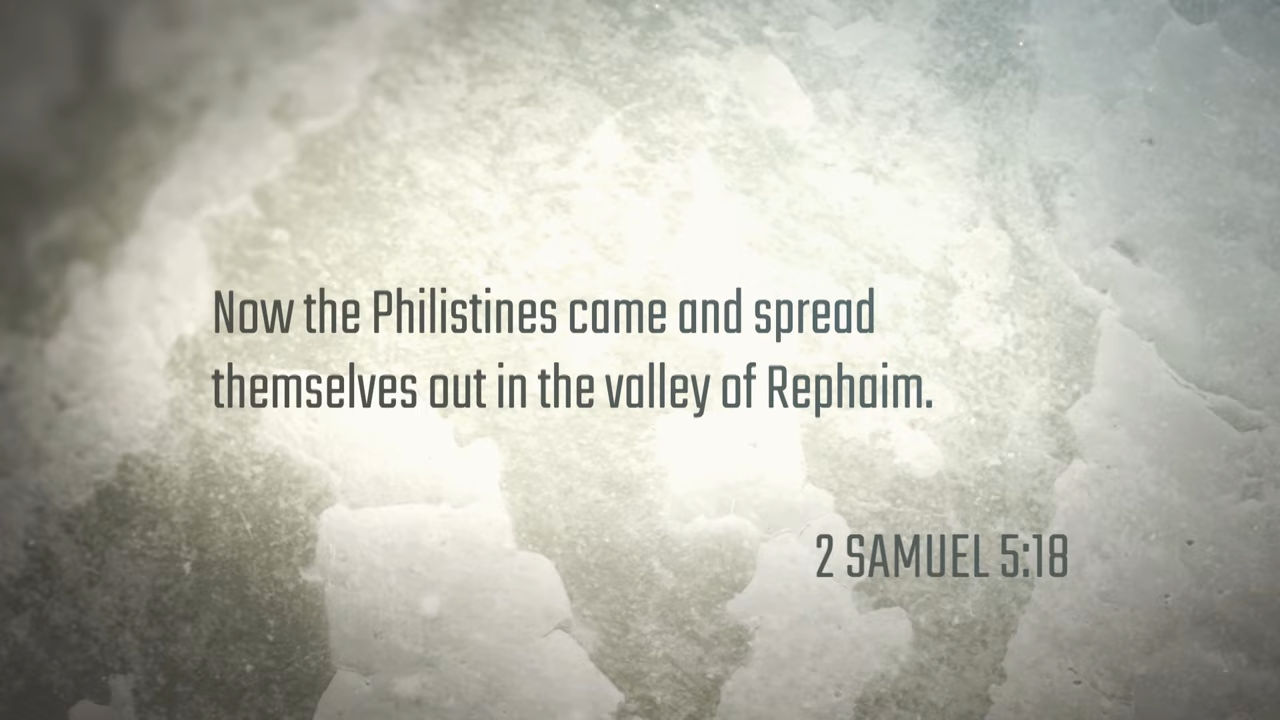 Now the Philistines came and spread
themselves out in the valley of Rephaim.
2 SAMUEL 5:18